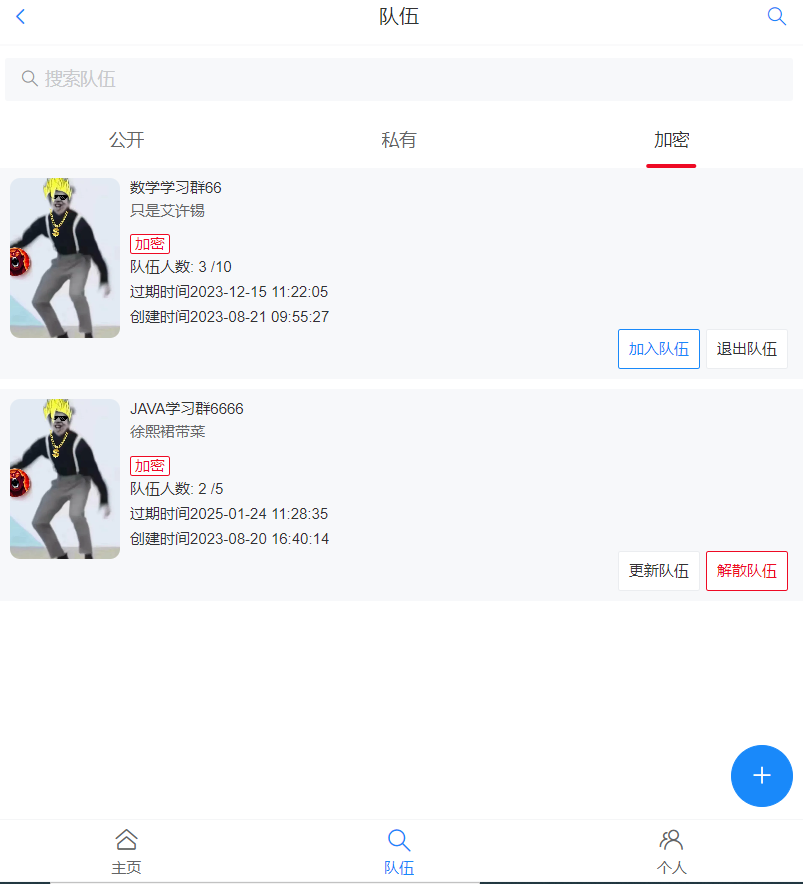 队伍
搜索队伍
公开 私有 加密
数学学习群66
只是艾许锡
加密
队伍人数: 3 /10
过期时间2023-12-15 11:22:05
创建时间2023-08-21 09:55:27
加入队伍 退出队伍
JAVA学习群6666
徐熙裙带菜
加密
队伍人数: 2 /5
过期时间2025-01-24 11:28:35
创建时间2023-08-20 16:40:14
更新队伍 解散队伍
主页 队伍 个人